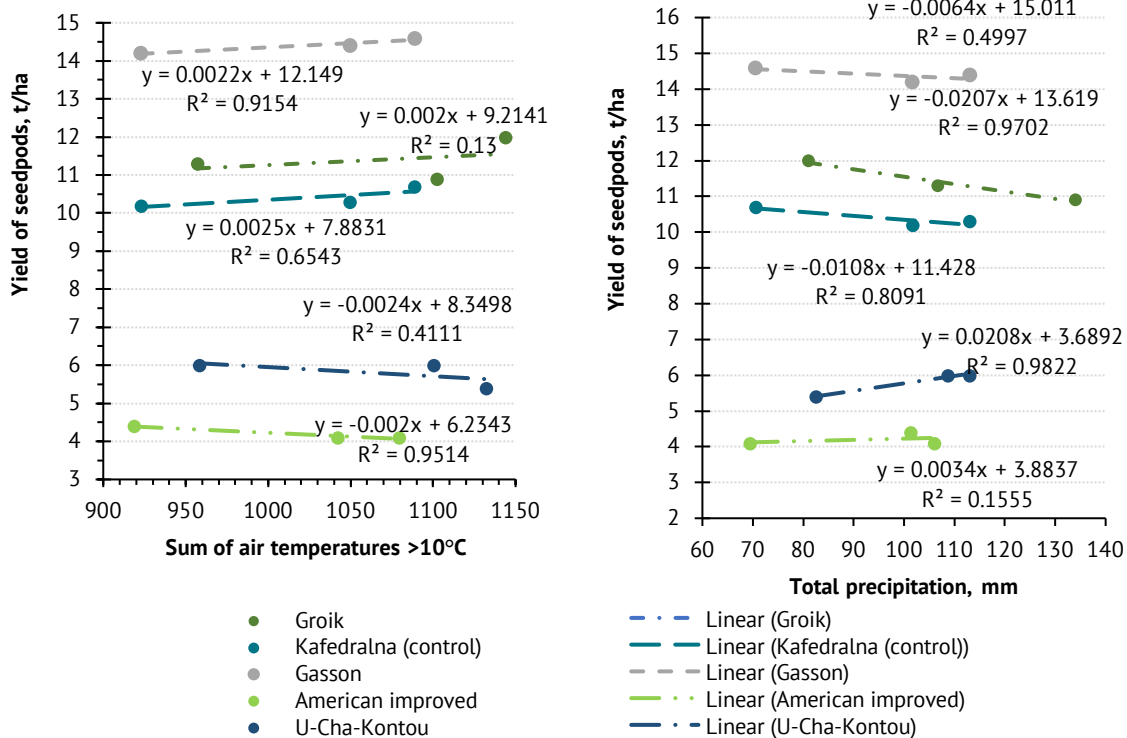 15
14
13
12
11
10
9
8
7
6
5
4
3
Yield of seedpods, t/ha
y = 0.0022x + 12.149
R² = 0.9154
y = 0.002x + 9.2141
R² = 0.13
y = 0.0025x + 7.8831
R² = 0.6543
y = -0.0024x + 8.3498
R² = 0.4111
y = -0.002x + 6.2343
R² = 0.9514
900 950 1000 1050 1100 1150
Sum of air temperatures >10°C
16
15
14
13
12
11
10
9
8
7
6
5
4
3
2
Yield of seedpods, t/ha
y = -0.0064x + 15.011
R² = 0.4997
y = -0.0207x + 13.619
R² = 0.9702
y = -0.0108x + 11.428
R² = 0.8091
y = 0.0208x + 3.6892
R² = 0.9822
y = 0.0034x + 3.8837
R² = 0.1555
60 70 80 90 100 110 120 130 140
Total precipitation, mm
Groik
Kafedralna (control)
Gasson
American improved
U-Cha-Kontou
Linear (Groik)
Linear (Kafedralna (control))
Linear (Gasson)
Linear (American improved)
Linear (U-Cha-Kontou)